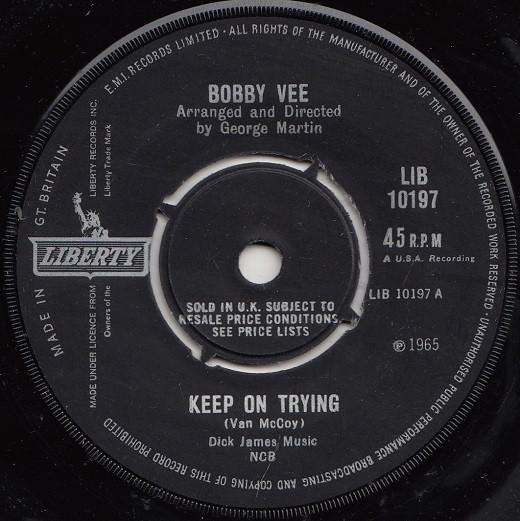 E.M.I. RECORDS LIMITED · ALL RIGHTS OF THE MANUFACTURER AND OF THE OWNER OF THE RECORDED WORK RESERVED · UNAUTHORISED PUBLIC PERFORMANCE BROADCASTING AND COPYING OF THIS RECORD PROHIBITED
MADE IN GT. BRITAIN
BOBBY VEE
Arranged and Directed
by George Martin
LIBERTY RECORDS INC.
Liberty Trade Mark
MADE UNDER LICENCE FROM
Owners of the
LIBERTY
LIB
10197
45 R.P.M
A U.S.A. Recording
LIB 10197 A
℗ 1965
SOLD IN U.K. SUBJECT TO
RESALE PRICE CONDITIONS,
SEE PRICE LISTS
KEEP ON TRYING
(Van McCoy)
Dick James Music
NCB